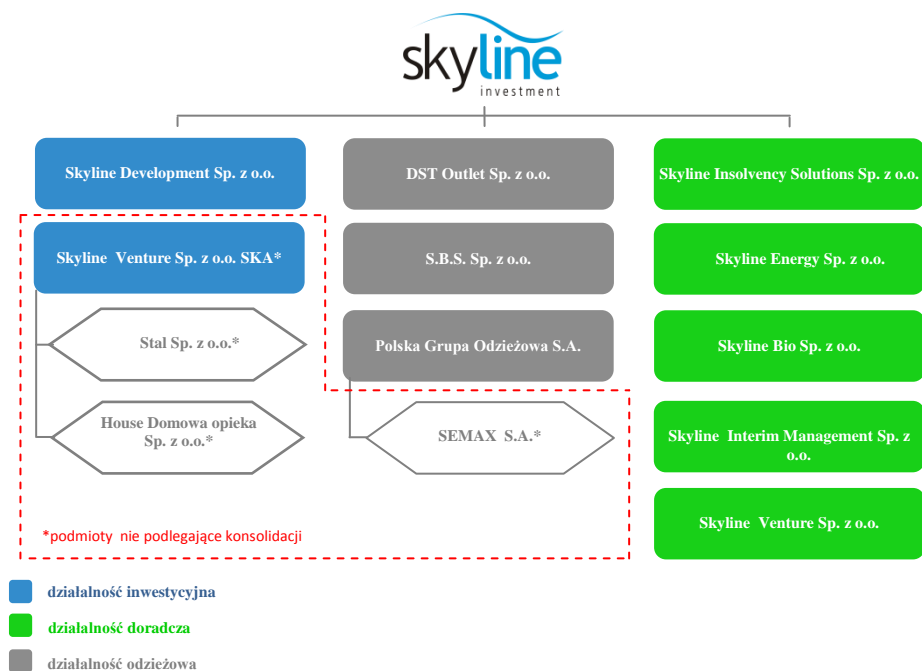 skyline
investment
Skyline Development Sp. z o.o.
DST Outlet Sp. z o.o.
Skyline Insolvency Solutions Sp. z o.o.
Skyline Venture Sp. z o.o. SKA*
S.B.S. Sp. z o.o.
Skyline Energy Sp. z o.o.
Stal Sp. z o.o.*
Polska Grupa Odzieżowa S.A.
Skyline Bio Sp. z o.o.
House Domowa opieka
Sp. z o.o.*
SEMAX S.A.*
Skyline Interim Management Sp. z
o.o.
Skyline Venture Sp. z o.o.
*podmioty nie podlegające konsolidacji
działalność inwestycyjna
działalność doradcza
działalność odzieżowa